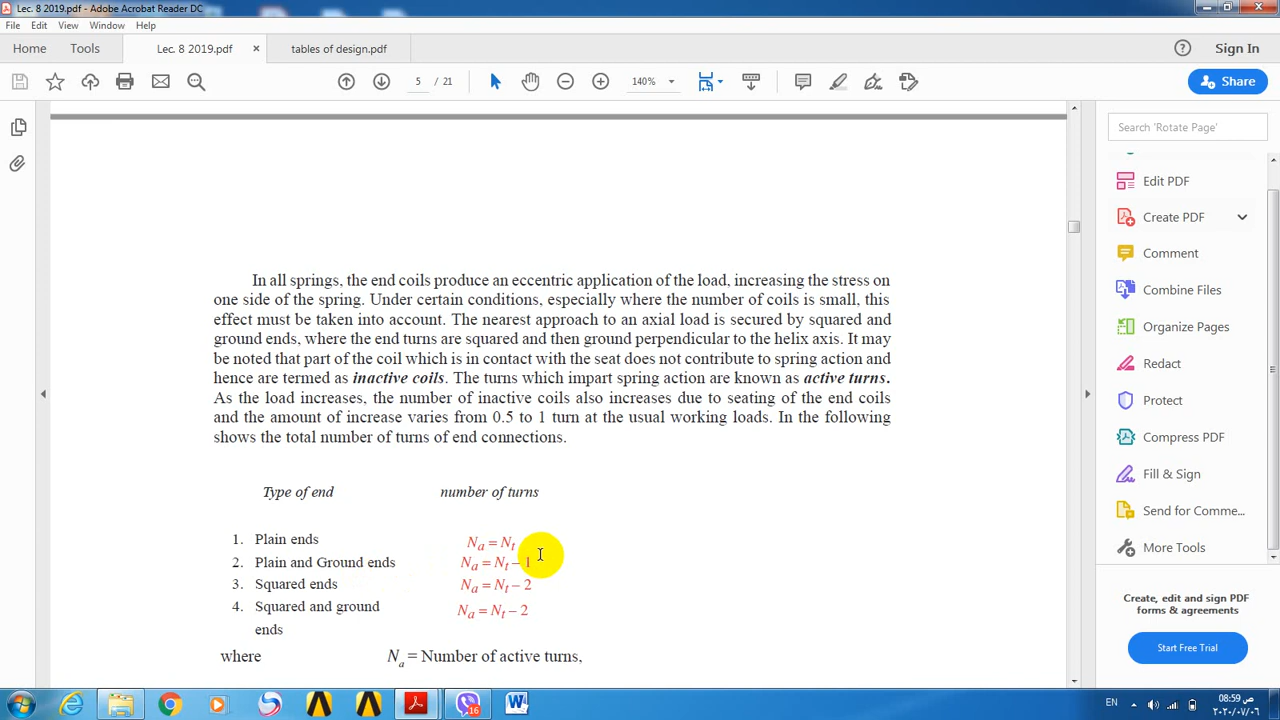 Lec. 8 2019.pdf - Adobe Acrobat Reader DC
File Edit View Window Help
Home Tools Lec. 8 2019.pdf × tables of design.pdf Sign In
5 / 21 140% Share
Search 'Rotate Page'
Edit PDF
Create PDF
Comment
Combine Files
Organize Pages
Redact
Protect
Compress PDF
Fill & Sign
Send for Comme...
More Tools
Create, edit and sign PDF
forms & agreements
Start Free Trial
In all springs, the end coils produce an eccentric application of the load, increasing the stress on
one side of the spring. Under certain conditions, especially where the number of coils is small, this
effect must be taken into account. The nearest approach to an axial load is secured by squared and
ground ends, where the end turns are squared and then ground perpendicular to the helix axis. It may
be noted that part of the coil which is in contact with the seat does not contribute to spring action and
hence are termed as inactive coils. The turns which impart spring action are known as active turns.
As the load increases, the number of inactive coils also increases due to seating of the end coils
and the amount of increase varies from 0.5 to 1 turn at the usual working loads. In the following
shows the total number of turns of end connections.
Type of end number of turns
1. Plain ends Na = Nt
2. Plain and Ground ends Na = Nt – 1
3. Squared ends Na = Nt – 2
4. Squared and ground Na = Nt – 2
ends
where Na = Number of active turns,
16
EN
08:59 ص
٢٠٢٠/٠٧/٠٦